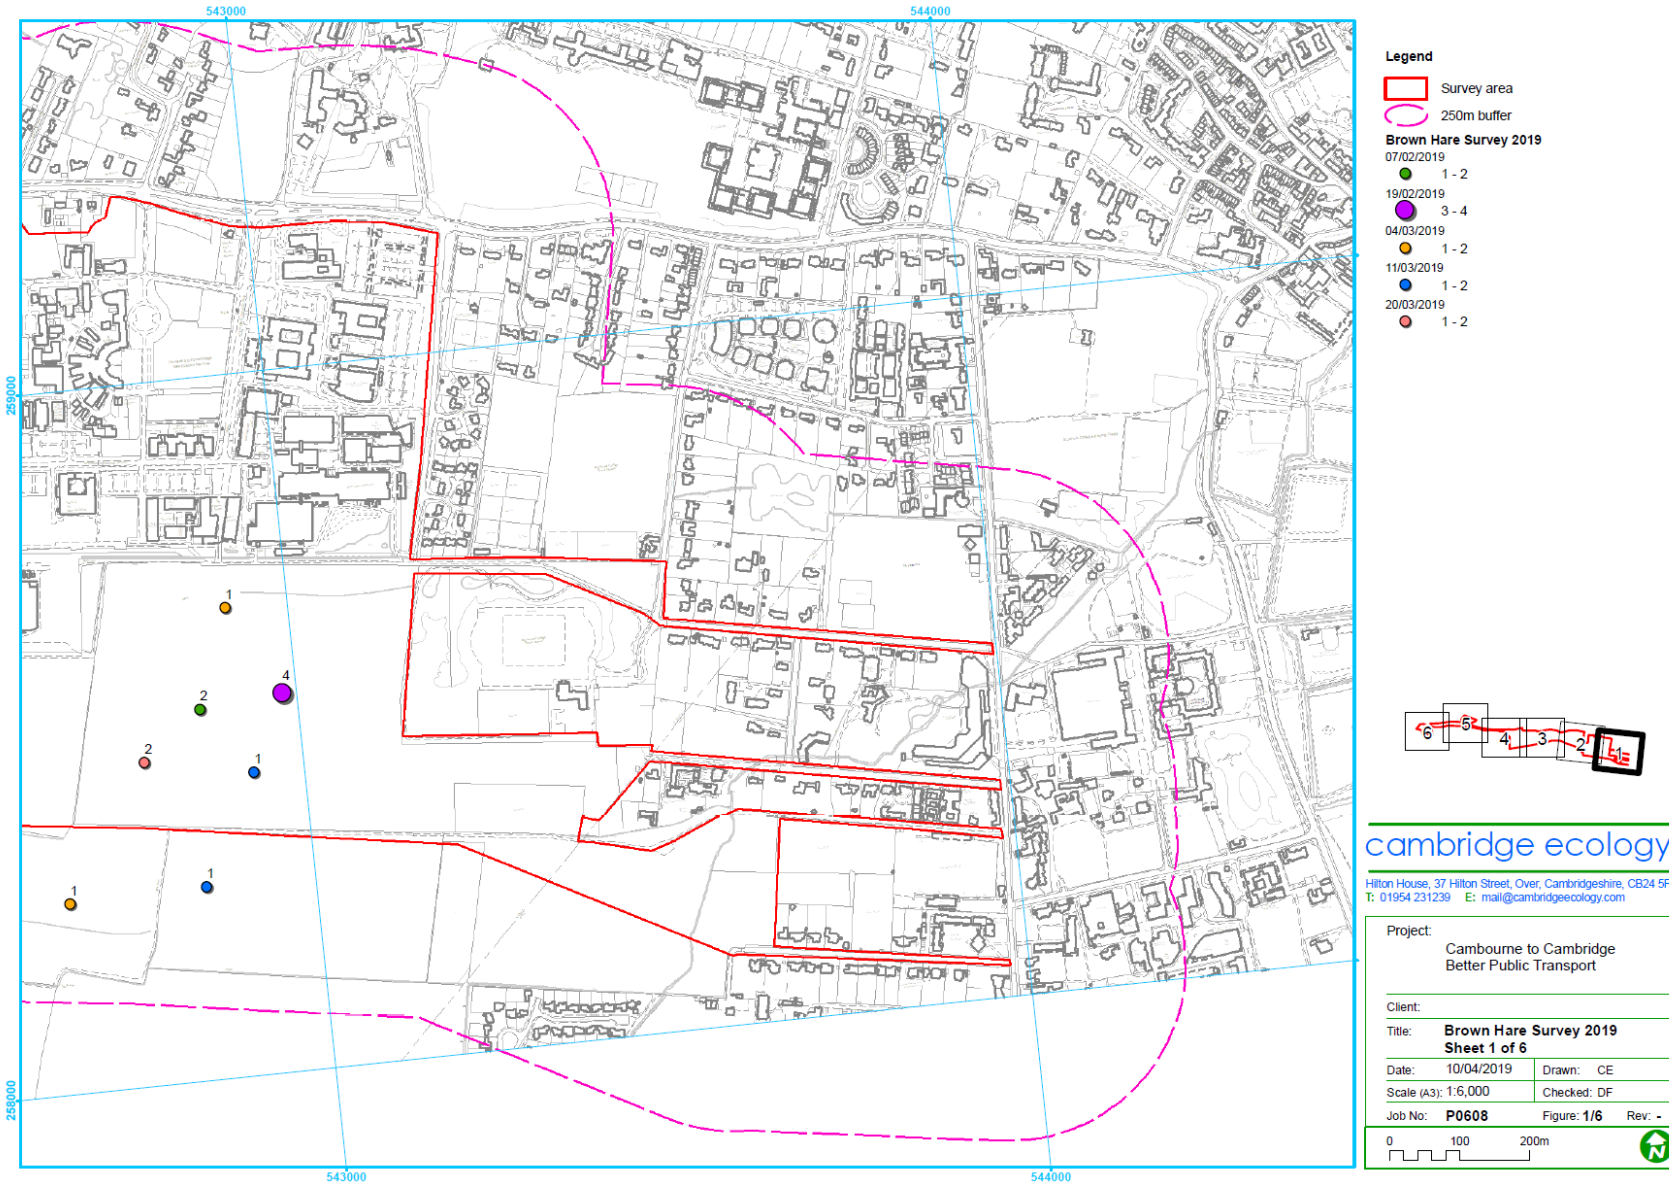 543000
544000
259000
258000
543000
544000
1
4
2
2
1
1
1
Legend
Survey area
250m buffer
Brown Hare Survey 2019
07/02/2019
1 - 2
19/02/2019
3 - 4
04/03/2019
1 - 2
11/03/2019
1 - 2
20/03/2019
1 - 2
6
5
4
3
2
1
cambridge ecology
Hilton House, 37 Hilton Street, Over, Cambridgeshire, CB24 5P
T: 01954 231239 E: mail@cambridgeecology.com
Project:
Cambourne to Cambridge
Better Public Transport
Client:
Title: Brown Hare Survey 2019
Sheet 1 of 6
Date: 10/04/2019 Drawn: CE
Scale (A3): 1:6,000 Checked: DF
Job No: P0608 Figure: 1/6 Rev: -
0 100 200m
N